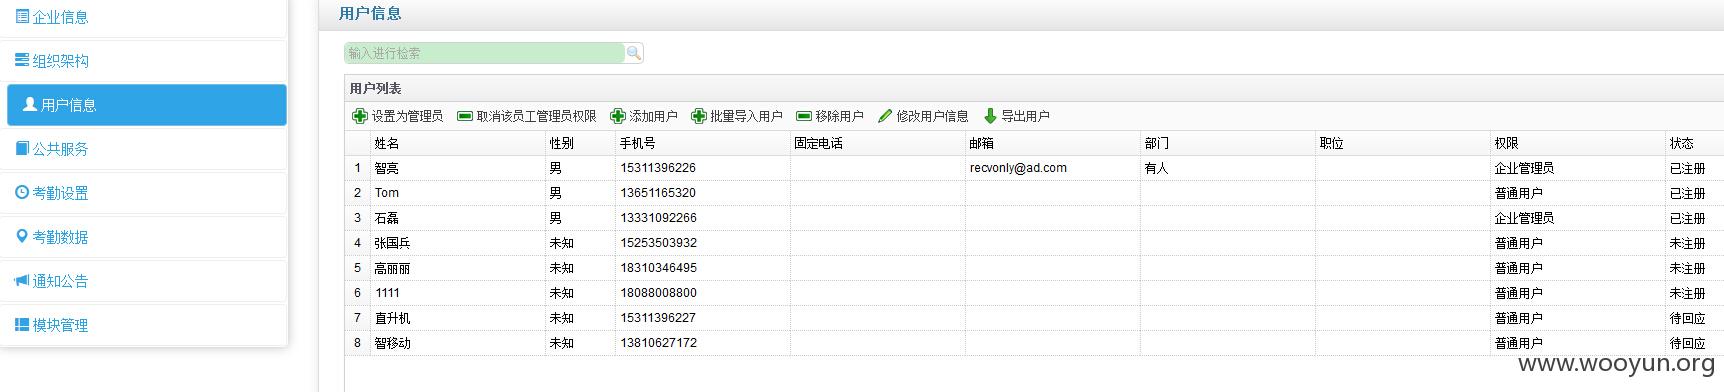 企业信息
组织架构
用户信息
公共服务
考勤设置
考勤数据
通知公告
模块管理
用户信息
输入进行检索
用户列表
设置为管理员 取消该员工管理员权限 添加用户 批量导入用户 移除用户 修改用户信息 导出用户
姓名 性别 手机号 固定电话 邮箱 部门 职位 权限 状态
1 智亮 男 15311396226 recvonly@ad.com 有人 企业管理员 已注册
2 Tom 男 13651165320 普通用户 已注册
3 石磊 男 13331092266 企业管理员 已注册
4 张国兵 未知 15253503932 普通用户 未注册
5 高丽丽 未知 18310346495 普通用户 未注册
6 1111 未知 18088008800 普通用户 未注册
7 直升机 未知 15311396227 普通用户 待回应
8 智移动 未知 13810627172 普通用户 待回应
www.wooyun.org